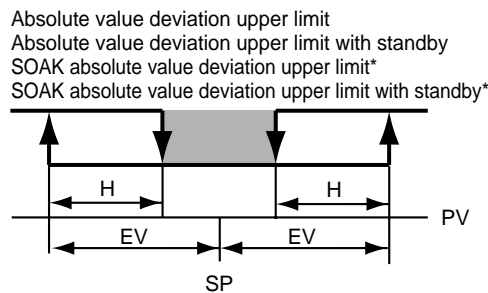 Absolute value deviation upper limit
Absolute value deviation upper limit with standby
SOAK absolute value deviation upper limit*
SOAK absolute value deviation upper limit with standby*
H H
PV
EV EV
SP